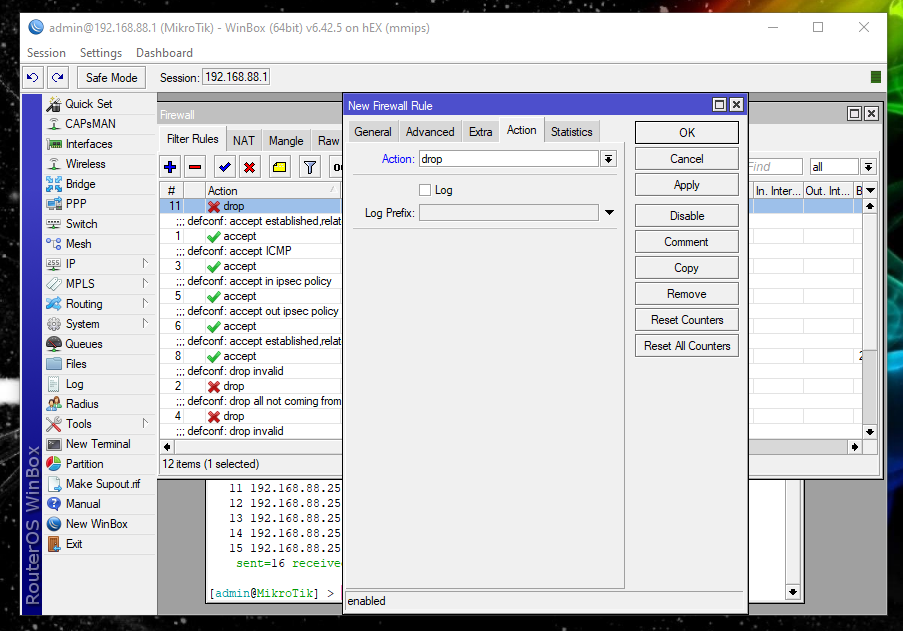 admin@192.168.88.1 (MikroTik) - WinBox (64bit) v6.42.5 on hEX (mmips)
Session Settings Dashboard
Safe Mode Session: 192.168.88.1
RouterOS WinBox
Quick Set
CAPsMAN
Interfaces
Wireless
Bridge
PPP
Switch
Mesh
IP
MPLS
Routing
System
Queues
Files
Log
Radius
Tools
New Terminal
Partition
Make Supout.rif
Manual
New WinBox
Exit
Firewall
Filter Rules NAT Mangle Raw
Find all
# Action In. Inter... Out. Int... B
11 drop
;;; defconf: accept established,relat
1 accept
;;; defconf: accept ICMP
3 accept
;;; defconf: accept in ipsec policy
5 accept
;;; defconf: accept out ipsec policy
6 accept
;;; defconf: accept established,relat
8 accept
;;; defconf: drop invalid
2 drop
;;; defconf: drop all not coming from
4 drop
;;; defconf: drop invalid
12 items (1 selected)
11 192.168.88.25
12 192.168.88.25
13 192.168.88.25
14 192.168.88.25
15 192.168.88.25
sent=16 receive
[admin@MikroTik] >
New Firewall Rule
General Advanced Extra Action Statistics
Action: drop
Log
Log Prefix:
OK
Cancel
Apply
Disable
Comment
Copy
Remove
Reset Counters
Reset All Counters
enabled